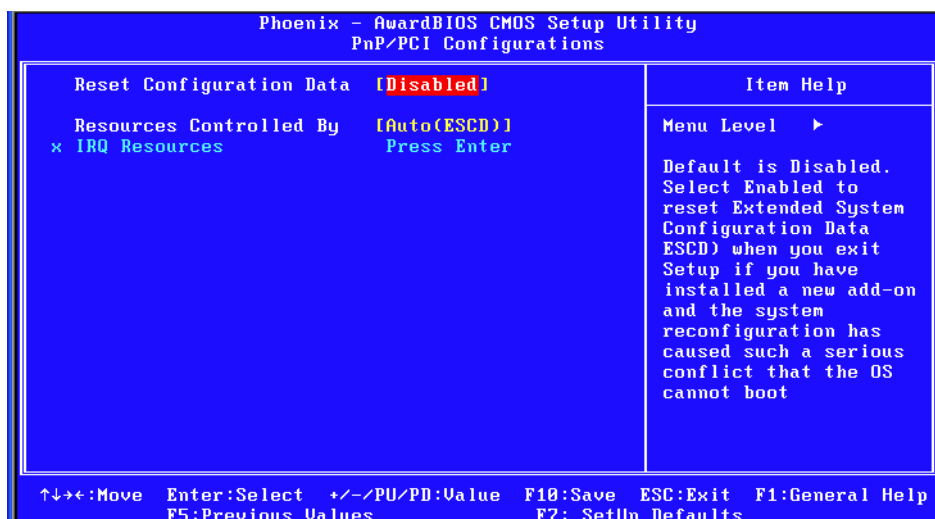 Phoenix - AwardBIOS CMOS Setup Utility
PnP/PCI Configurations
Reset Configuration Data [Disabled]
Resources Controlled By [Auto(ESCD)]
x IRQ Resources Press Enter
Item Help
Menu Level ►
Default is Disabled.
Select Enabled to
reset Extended System
Configuration Data
ESCD) when you exit
Setup if you have
installed a new add-on
and the system
reconfiguration has
caused such a serious
conflict that the OS
cannot boot
↑↓→←:Move Enter:Select +/-/PU/PD:Value F10:Save ESC:Exit F1:General Help
F5:Previous Values F7: SetUp Defaults